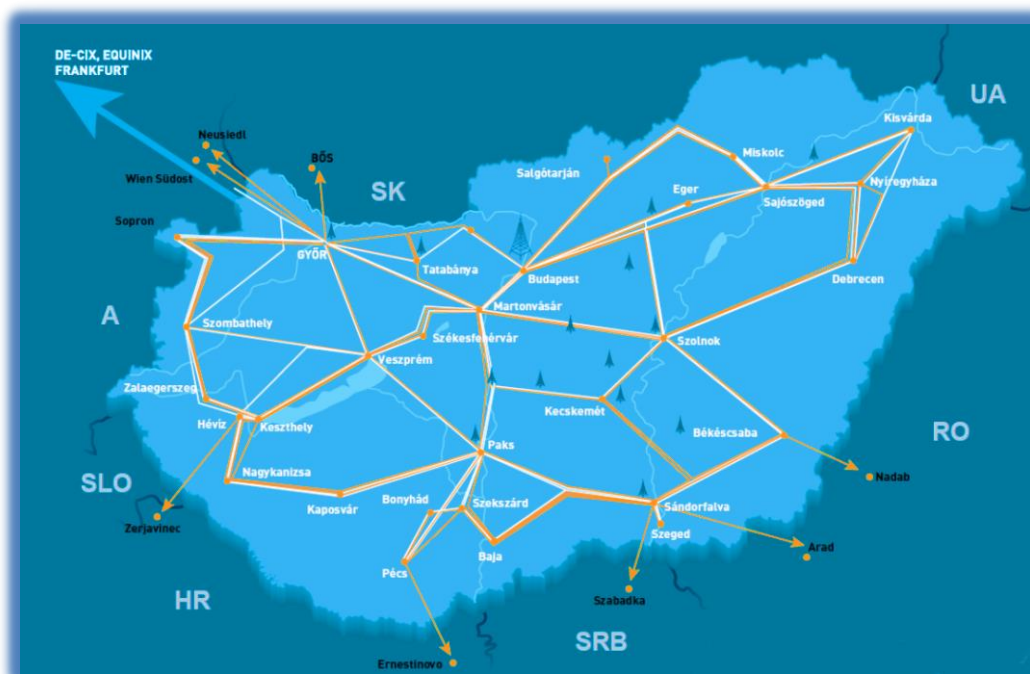 DE-CIX, EQUINIX
FRANKFURT
UA
Kisvárda
Neusiedl
BŐS
Miskolc
Wien Südost
SK
Salgótarján
Eger
Nyíregyháza
Sajószöged
Sopron
GYŐR
Tatabánya
Budapest
Debrecen
Martonvásár
A
Szombathely
Székesfehérvár
Szolnok
Veszprém
Zalaegerszeg
Kecskemét
Hévíz
Keszthely
Békéscsaba
RO
Paks
SLO
Nagykanizsa
Nadab
Kaposvár
Bonyhád
Szekszárd
Sándorfalva
Zerjavinec
Szeged
Arad
Baja
Pécs
HR
Szabadka
SRB
Ernestinovo